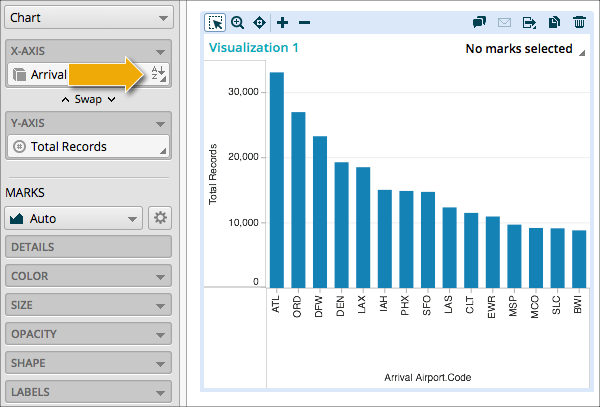 Chart
X-AXIS
Arrival
Swap
Y-AXIS
Total Records
MARKS
Auto
DETAILS
COLOR
SIZE
OPACITY
SHAPE
LABELS
Visualization 1
No marks selected
Total Records
30,000
20,000
10,000
0
ATL
ORD
DFW
DEN
LAX
IAH
PHX
SFO
LAS
CLT
EWR
MSP
MCO
SLC
BWI
Arrival Airport.Code